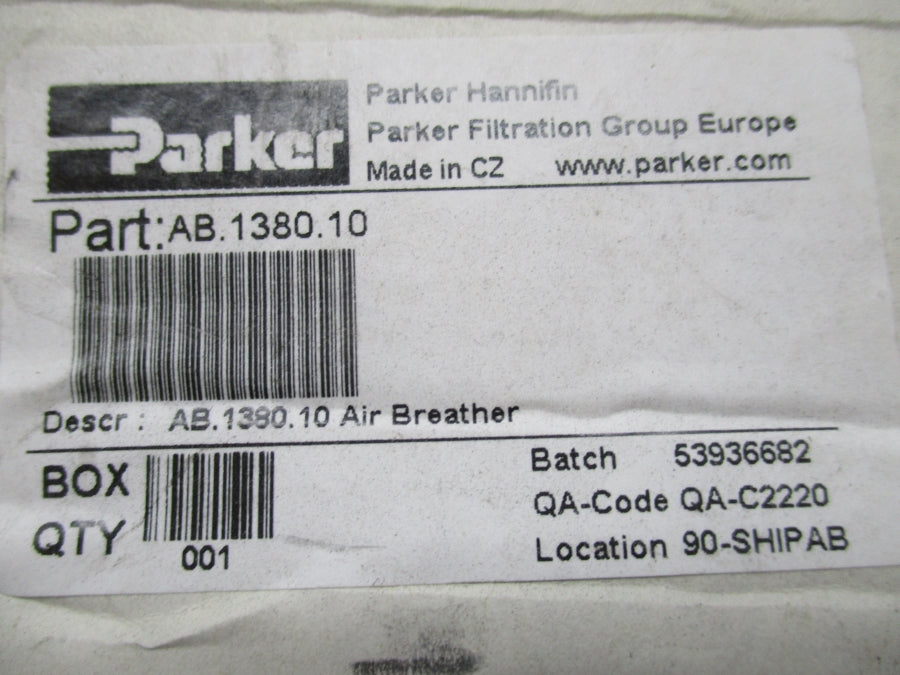 Parker
Parker Hannifin
Parker Filtration Group Europe
Made in CZ www.parker.com
Part: AB.1380.10
Descr : AB.1380.10 Air Breather
BOX
QTY
001
Batch 53936682
QA-Code QA-C2220
Location 90-SHIPAB